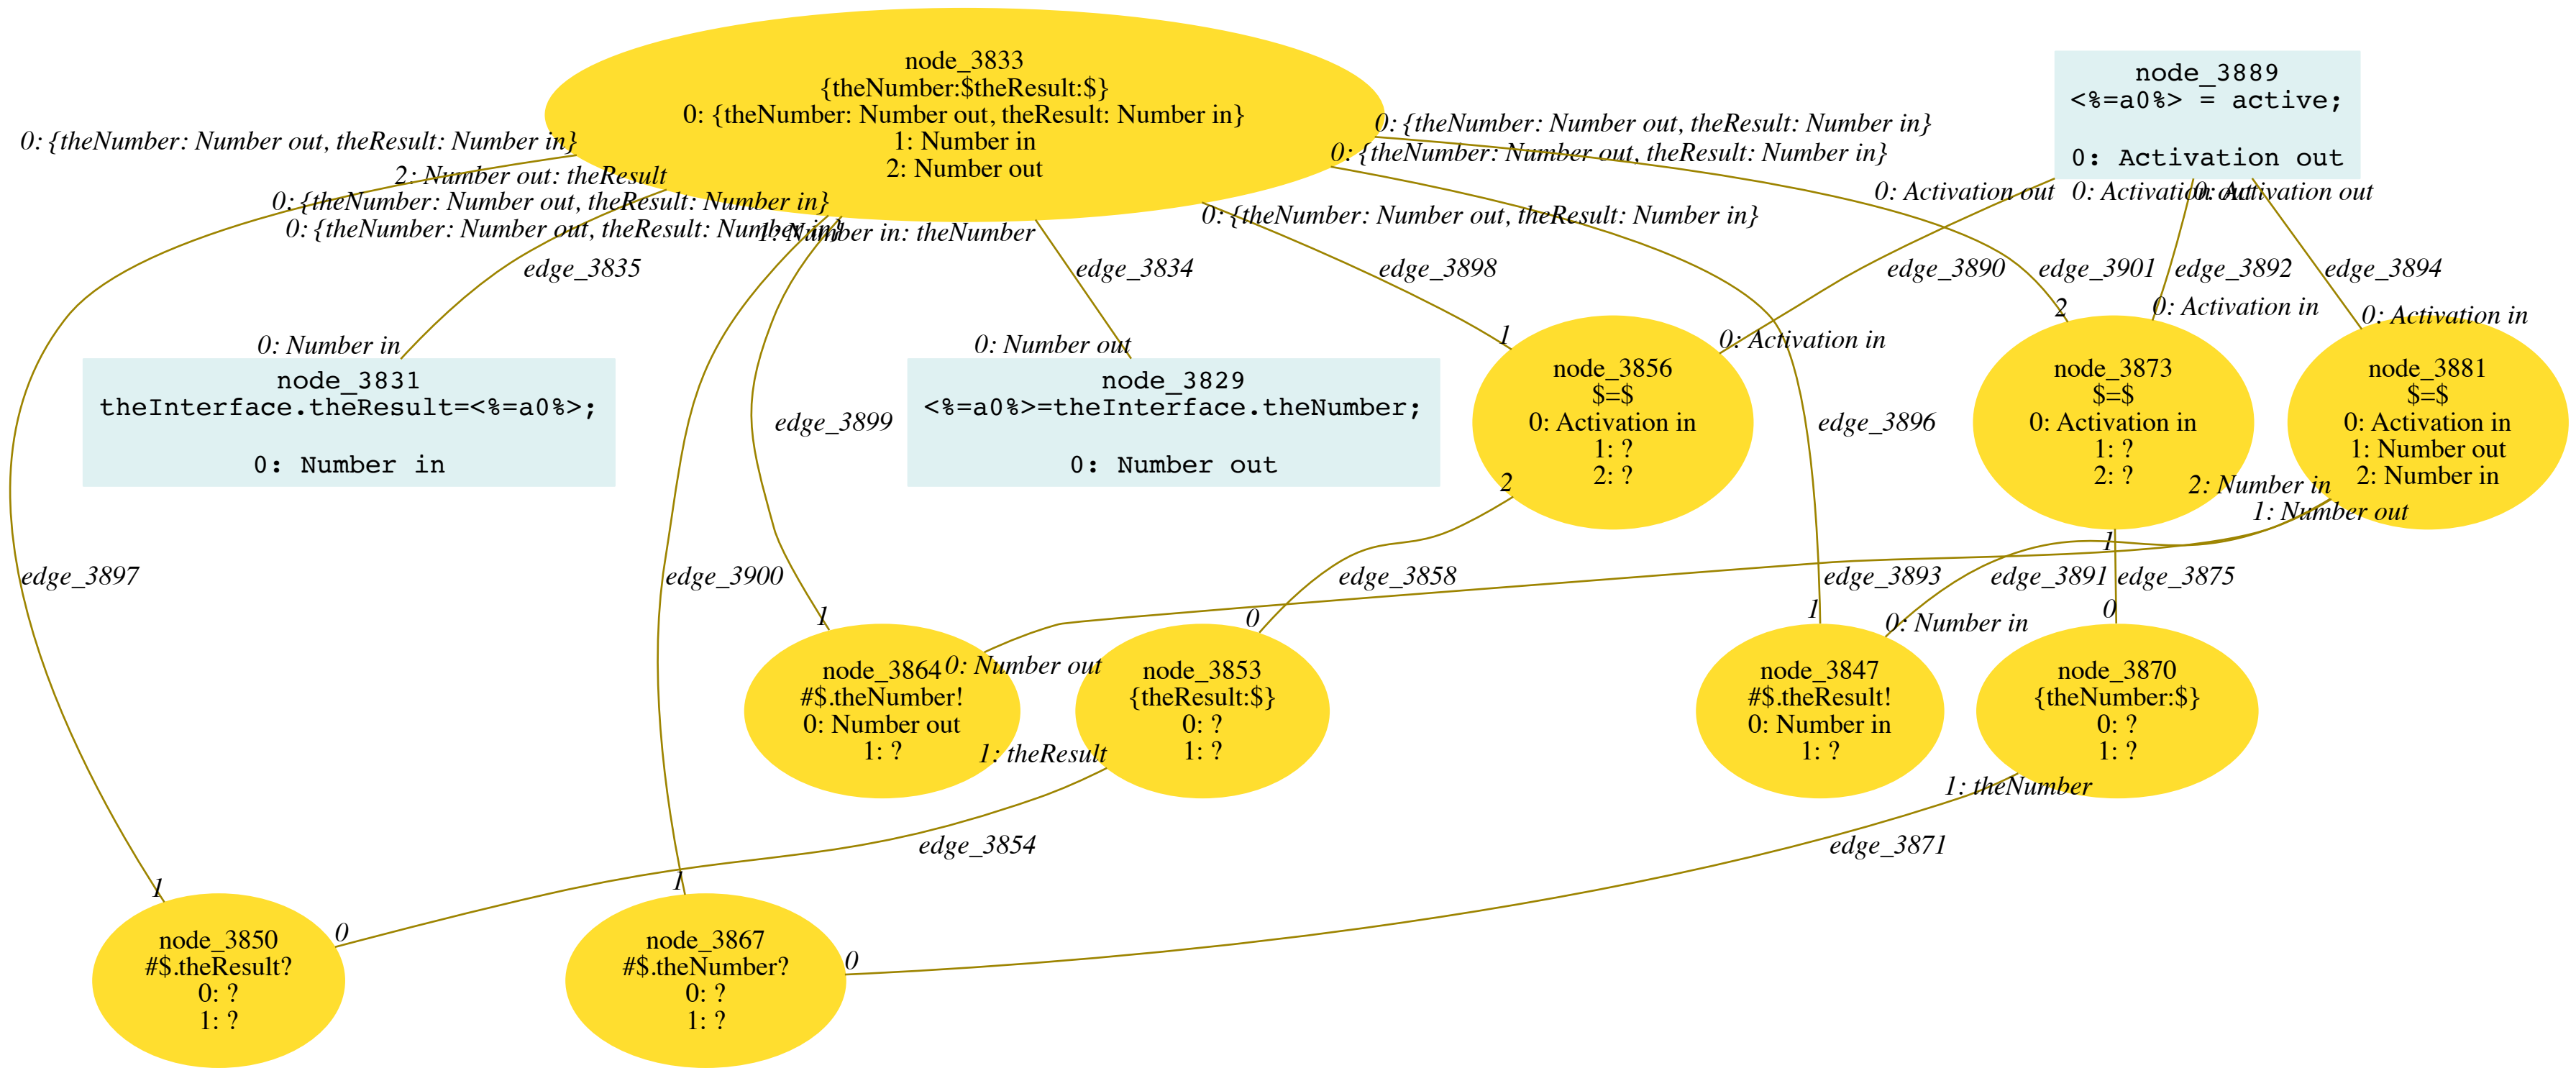 node_3833
{theNumber:$theResult:$}
0: {theNumber: Number out, theResult: Number in}
1: Number in
2: Number out
node_3889
<%=a0%> = active;
0: Activation out
0: {theNumber: Number out, theResult: Number in}
0: {theNumber: Number out, theResult: Number in}
0: {theNumber: Number out, theResult: Number in}
2: Number out: theResult
0: {theNumber: Number out, theResult: Number in}
0: {theNumber: Number out, theResult: Number in}
1: Number in: theNumber
0: {theNumber: Number out, theResult: Number in}
0: Activation out
0: Activation out
0: Activation out
edge_3835
edge_3834
edge_3898
edge_3890
edge_3901
edge_3892
edge_3894
0: Number in
0: Number out
1
0: Activation in
2
0: Activation in
0: Activation in
node_3831
theInterface.theResult=<%=a0%>;
0: Number in
edge_3899
node_3829
<%=a0%>=theInterface.theNumber;
0: Number out
node_3856
$=$
0: Activation in
1: ?
2: ?
edge_3896
node_3873
$=$
0: Activation in
1: ?
2: ?
node_3881
$=$
0: Activation in
1: Number out
2: Number in
2
2: Number in
1: Number out
1
edge_3897
edge_3900
edge_3858
edge_3893
edge_3891
edge_3875
1
0
1
0: Number in
0
node_3864
#$.theNumber!
0: Number out
1: ?
0: Number out
node_3853
{theResult:$}
0: ?
1: ?
1: theResult
node_3847
#$.theResult!
0: Number in
1: ?
node_3870
{theNumber:$}
0: ?
1: ?
1: theNumber
edge_3854
edge_3871
1
0
1
0
node_3850
#$.theResult?
0: ?
1: ?
node_3867
#$.theNumber?
0: ?
1: ?